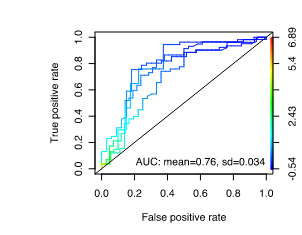 True positive rate
1.0
0.8
0.6
0.4
0.2
0.0
AUC: mean=0.76, sd=0.034
0.0 0.2 0.4 0.6 0.8 1.0
False positive rate
6.89
5.4
2.43
-0.54